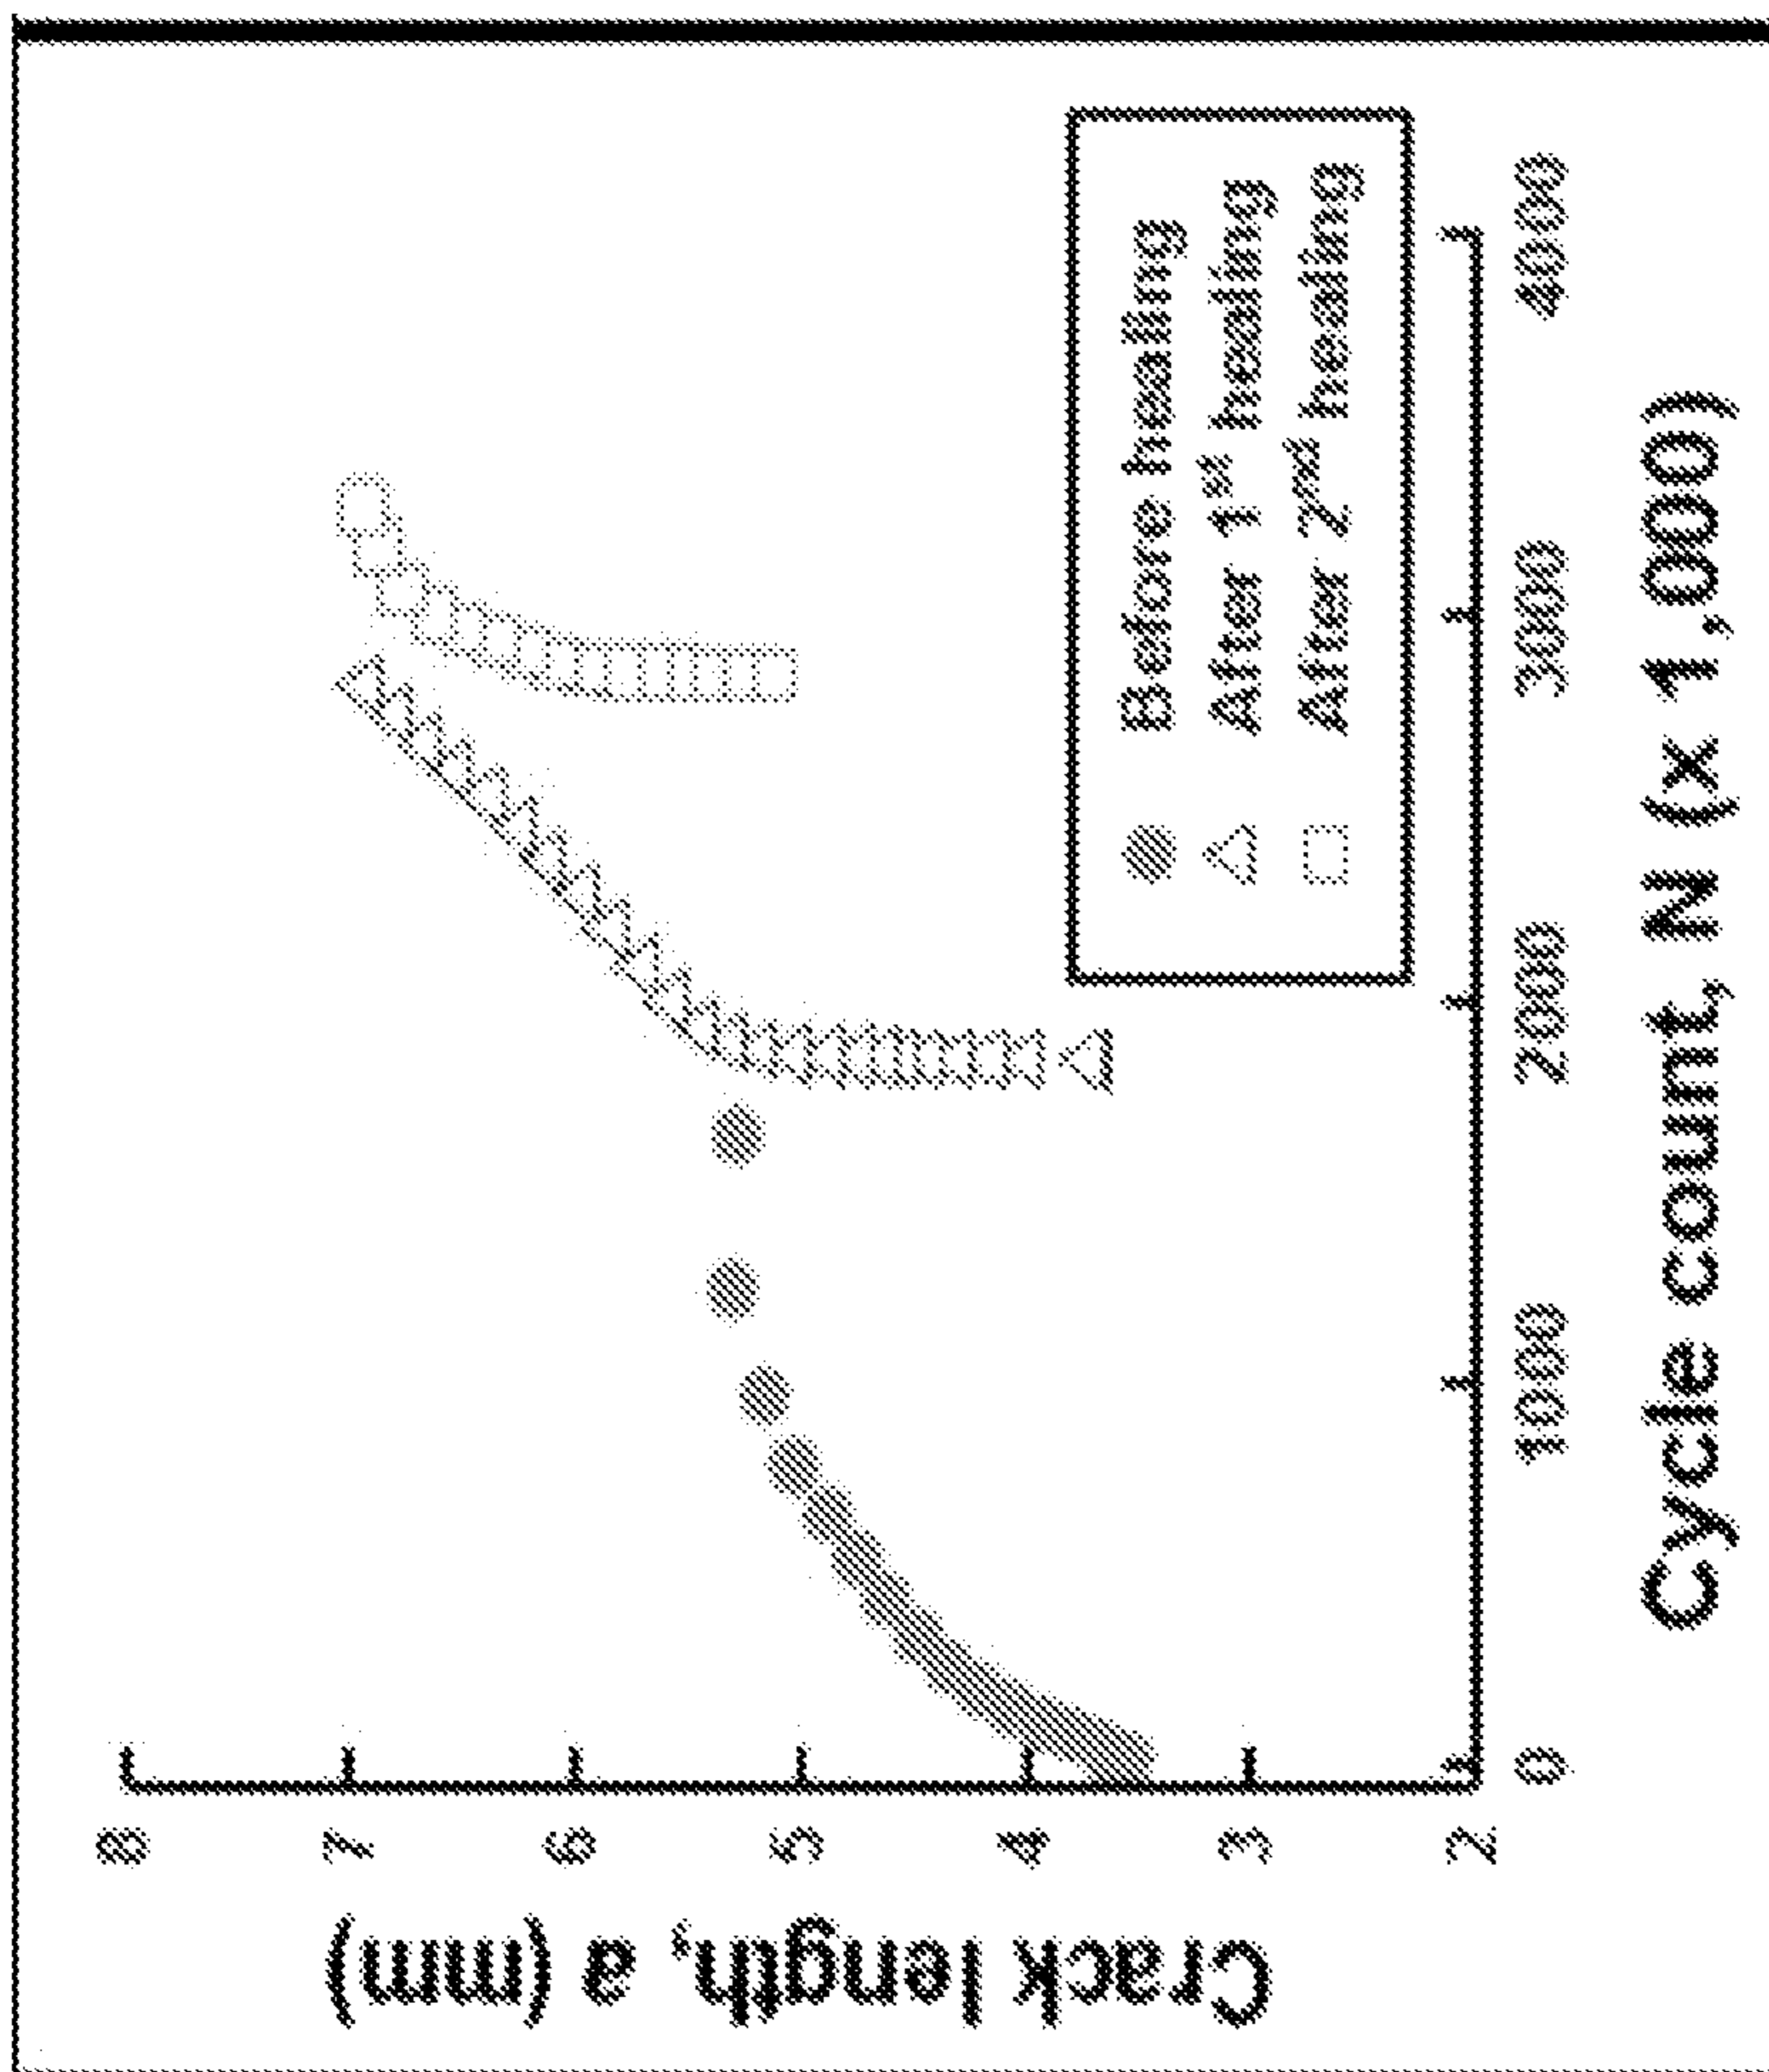 Crack length, a (mm)
8
7
6
5
4
3
2
0
1000
2000
3000
4000
Cycle count, N (x 1,000)
Before healing
After 1st healing
After 2nd healing